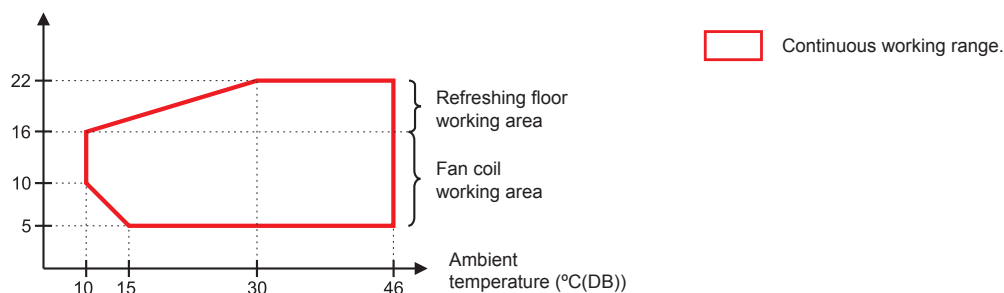 Continuous working range.
22
Refreshing floor
working area
16
Fan coil
working area
10
5
Ambient
temperature (ºC(DB))
10 15 30 46